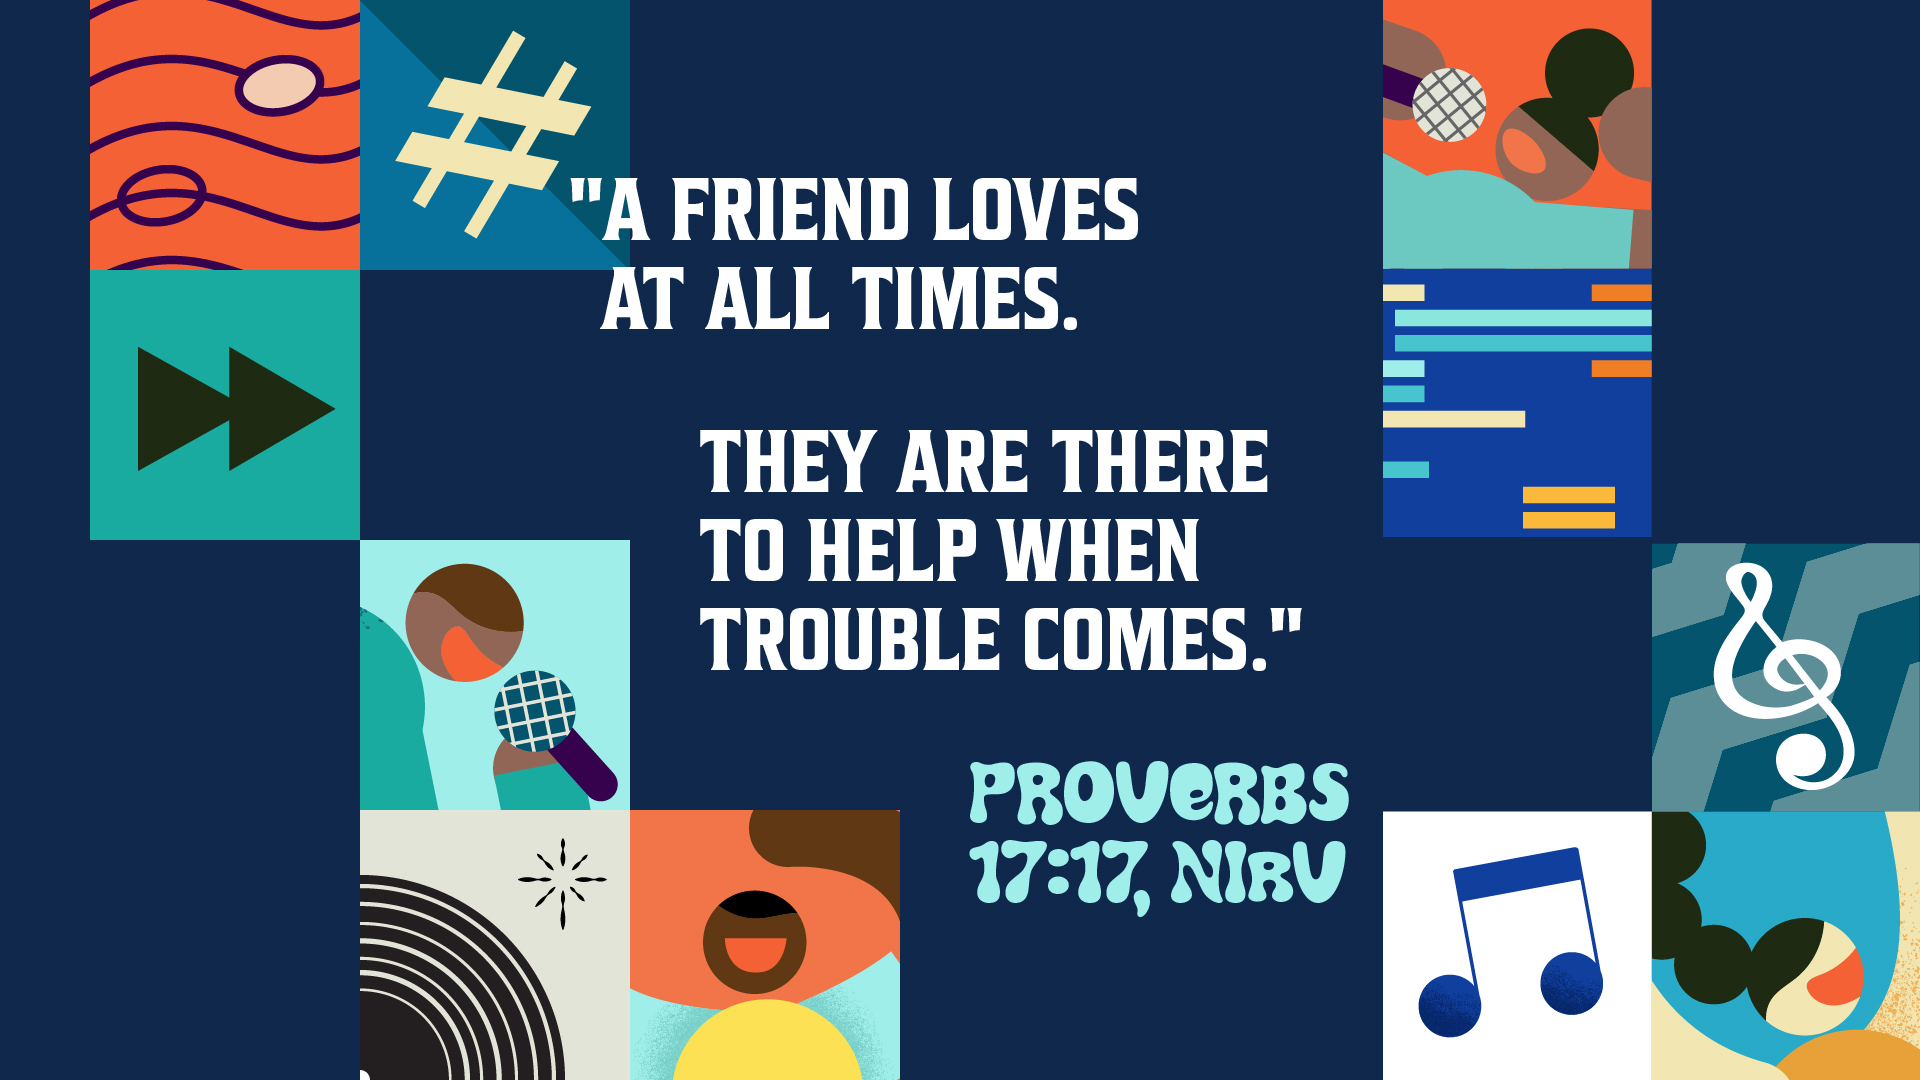 "A FRIEND LOVES
AT ALL TIMES.
THEY ARE THERE
TO HELP WHEN
TROUBLE COMES."
PROVeRBS
17:17, NIRV